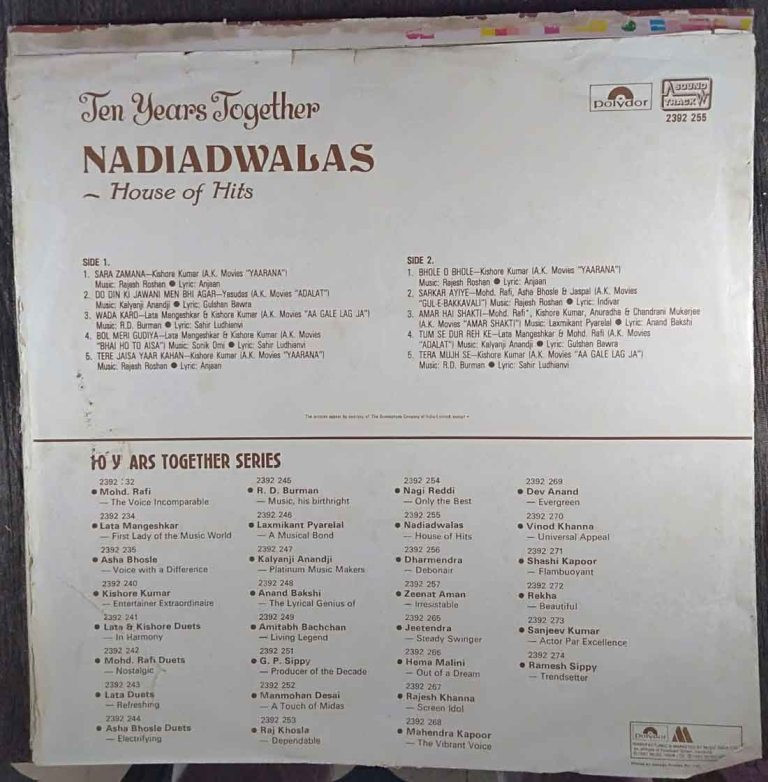 Ten Years Together
NADIADWALAS
~ House of Hits
Polydor
SOUND
TRACK
2392 255
SIDE 1.
1. SARA ZAMANA—Kishore Kumar (A.K. Movies "YAARANA")
Music: Rajesh Roshan ● Lyric: Anjaan
2. DO DIN KI JAWANI MEN BHI AGAR—Yasudas (A.K. Movies "ADALAT")
Music: Kalyanji Anandji ● Lyric: Gulshan Bawra
3. WADA KARO—Lata Mangeshkar & Kishore Kumar (A.K. Movies "AA GALE LAG JA")
Music: R.D. Burman ● Lyric: Sahir Ludhianvi
4. BOL MERI GUDIYA—Lata Mangeshkar & Kishore Kumar (A.K. Movies
"BHAI HO TO AISA") Music: Sonik Omi ● Lyric: Sahir Ludhianvi
5. TERE JAISA YAAR KAHAN—Kishore Kumar (A.K. Movies "YAARANA")
Music: Rajesh Roshan ● Lyric: Anjaan
SIDE 2.
1. BHOLE O BHOLE—Kishore Kumar (A.K. Movies "YAARANA")
Music: Rajesh Roshan ● Lyric: Anjaan
2. SARKAR AYIYE—Mohd. Rafi, Asha Bhosle & Jaspal (A.K. Movies
"GUL-E-BAKKAVALI") Music: Rajesh Roshan ● Lyric: Indivar
3. AMAR HAI SHAKTI—Mohd. Rafi*, Kishore Kumar, Anuradha & Chandrani Mukerjee
(A.K. Movies "AMAR SHAKTI") Music: Laxmikant Pyarelal ● Lyric: Anand Bakshi
4. TUM SE DUR REH KE—Lata Mangeshkar & Mohd. Rafi (A.K. Movies
"ADALAT") Music: Kalyanji Anandji ● Lyric: Gulshan Bawra
5. TERA MUJH SE—Kishore Kumar (A.K. Movies "AA GALE LAG JA")
Music: R.D. Burman ● Lyric: Sahir Ludhianvi
10 Y ARS TOGETHER SERIES
2392 :32
● Mohd. Rafi
— The Voice Incomparable
2392 234
● Lata Mangeshkar
— First Lady of the Music World
2392 235
● Asha Bhosle
— Voice with a Difference
2392 240
● Kishore Kumar
— Entertainer Extraordinaire
2392 241
● Lata & Kishore Duets
— In Harmony
2392 242
● Mohd. Rafi Duets
— Nostalgic
2392 243
● Lata Duets
— Refreshing
2392 244
● Asha Bhosle Duets
— Electrifying
2392 245
● R. D. Burman
— Music, his birthright
2392 246
● Laxmikant Pyarelal
— A Musical Bond
2392 247
● Kalyanji Anandji
— Platinum Music Makers
2392 248
● Anand Bakshi
— The Lyrical Genius of
2392 249
● Amitabh Bachchan
— Living Legend
2392 251
● G. P. Sippy
— Producer of the Decade
2392 252
● Manmohan Desai
— A Touch of Midas
2392 253
● Raj Khosla
— Dependable
2392 254
● Nagi Reddi
— Only the Best
2392 255
● Nadiadwalas
— House of Hits
2392 256
● Dharmendra
— Debonair
2392 257
● Zeenat Aman
— Irresistable
2392 265
● Jeetendra
— Steady Swinger
2392 266
● Hema Malini
— Out of a Dream
2392 267
● Rajesh Khanna
— Screen Idol
2392 268
● Mahendra Kapoor
— The Vibrant Voice
2392 269
● Dev Anand
— Evergreen
2392 270
● Vinod Khanna
— Universal Appeal
2392 271
● Shashi Kapoor
— Flambuoyant
2392 272
● Rekha
— Beautiful
2392 273
● Sanjeev Kumar
— Actor Par Excellence
2392 274
● Ramesh Sippy
— Trendsetter
Polydor